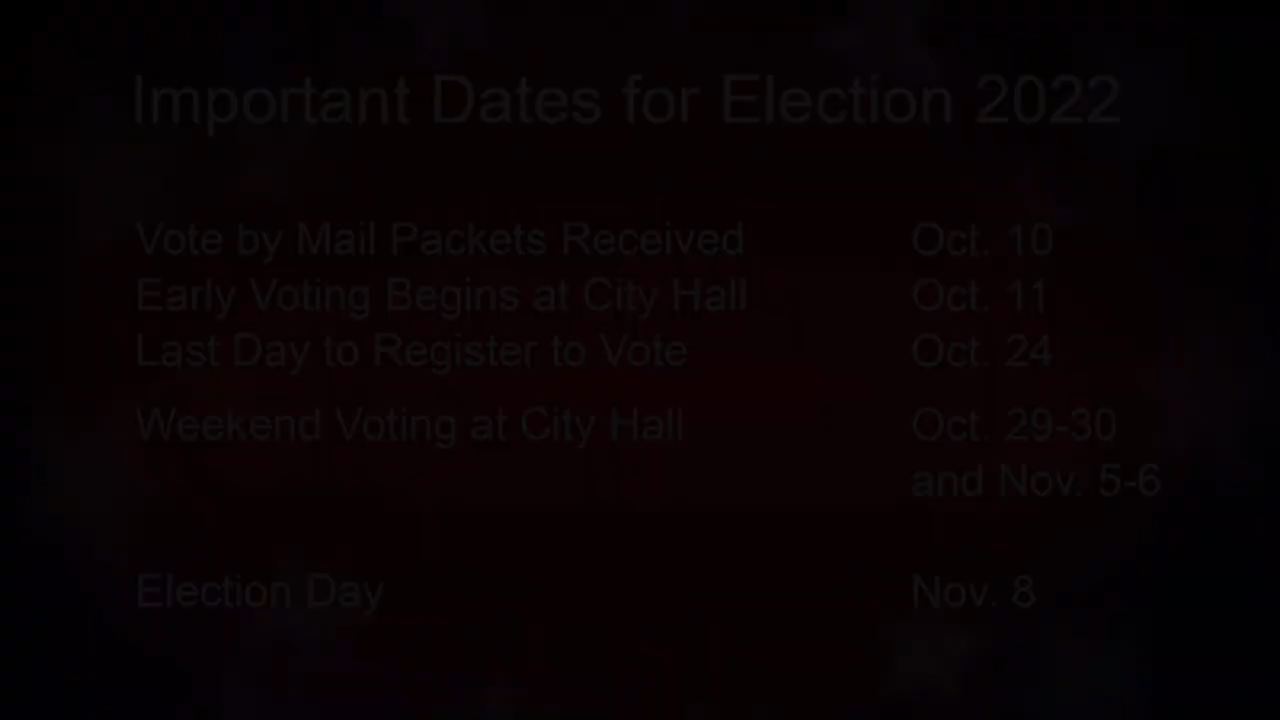 Important Dates for Election 2022
Vote by Mail Packets Received Oct. 10
Early Voting Begins at City Hall Oct. 11
Last Day to Register to Vote Oct. 24
Weekend Voting at City Hall Oct. 29-30
and Nov. 5-6
Election Day Nov. 8